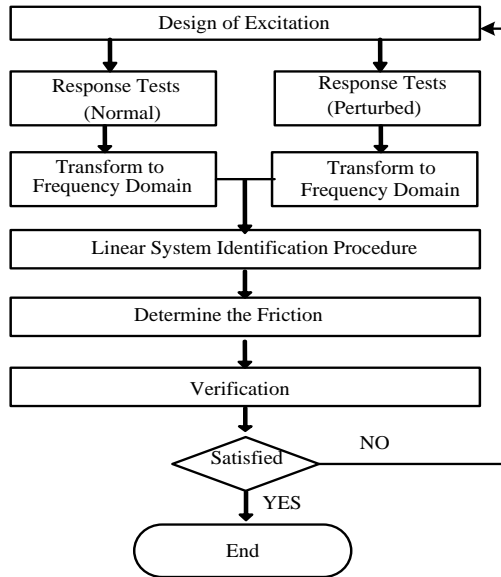 Design of Excitation
Response Tests
(Normal)
Response Tests
(Perturbed)
Transform to
Frequency Domain
Transform to
Frequency Domain
Linear System Identification Procedure
Determine the Friction
Verification
Satisfied
NO
YES
End